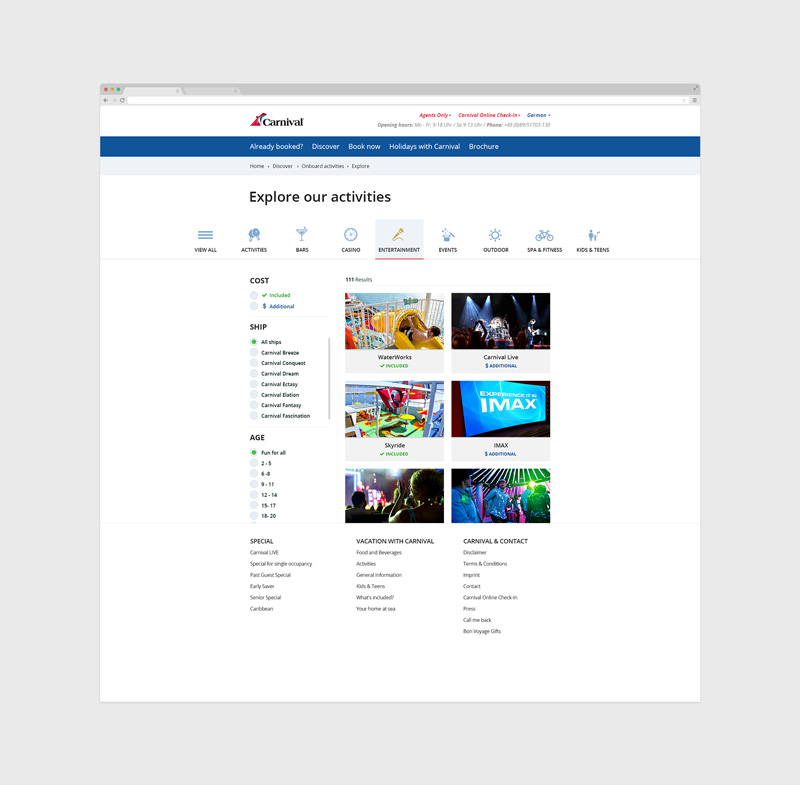 Agents Only Carnival Online Check-In German
Carnival
Opening hours: Mo - Fr: 9-18 Uhr / Sa 9-13 Uhr / Phone: +49 (0)89/51703-130
Already booked? Discover Book now Holidays with Carnival Brochure
Home • Discover • Onboard activities • Explore
Explore our activities
VIEW ALL ACTIVITIES BARS CASINO ENTERTAINMENT EVENTS OUTDOOR SPA & FITNESS KIDS & TEENS
COST
Included
$ Additional
SHIP
All ships
Carnival Breeze
Carnival Conquest
Carnival Dream
Carnival Ectasy
Carnival Elation
Carnival Fantasy
Carnival Fascination
AGE
Fun for all
2 - 5
6 -8
9 - 11
12 - 14
15- 17
18- 20
111 Results
WaterWorks
INCLUDED
Carnival Live
$ ADDITIONAL
Skyride
INCLUDED
EXPERIENCE IT IN
IMAX
IMAX
$ ADDITIONAL
SPECIAL
Carnival LIVE
Special for single occupancy
Past Guest Special
Early Saver
Senior Special
Caribbean
VACATION WITH CARNIVAL
Food and Beverages
Activities
General Information
Kids & Teens
What's included?
Your home at sea
CARNIVAL & CONTACT
Disclaimer
Terms & Conditions
Imprint
Contact
Carnival Online Check-in
Press
Call me back
Bon Voyage Gifts